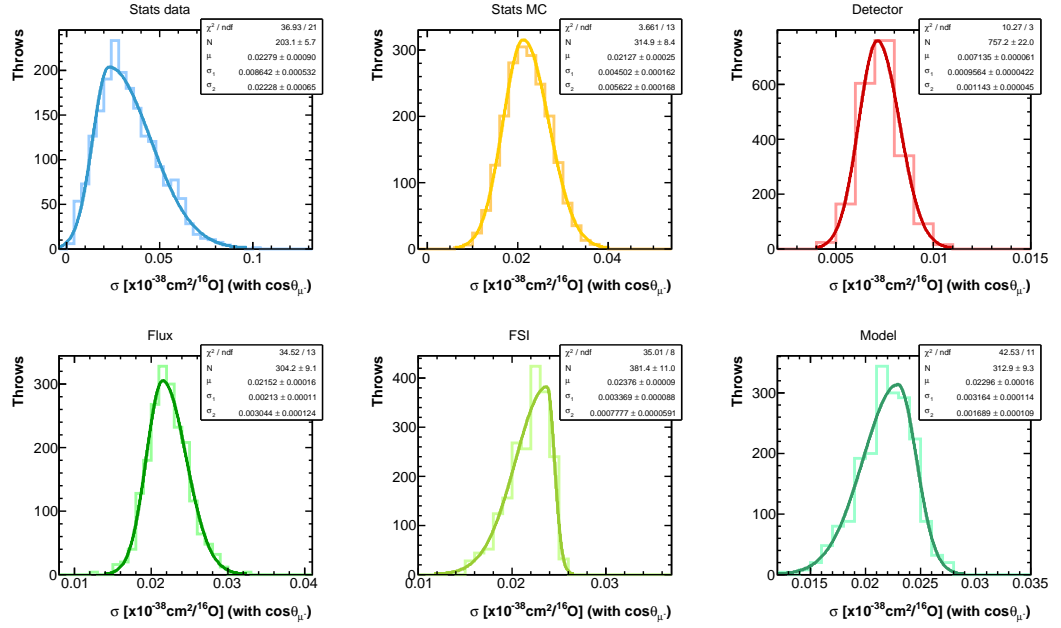 Stats data
Throws
χ² / ndf 36.93 / 21
N 203.1 ± 5.7
μ 0.02279 ± 0.00090
σ₁ 0.008642 ± 0.000532
σ₂ 0.02228 ± 0.00065
200
150
100
50
0
0 0.05 0.1
σ [x10⁻³⁸cm²/¹⁶O] (with cosθ_μ⁻)
Stats MC
Throws
χ² / ndf 3.661 / 13
N 314.9 ± 8.4
μ 0.02127 ± 0.00025
σ₁ 0.004502 ± 0.000162
σ₂ 0.005622 ± 0.000168
300
200
100
0
0 0.02 0.04
σ [x10⁻³⁸cm²/¹⁶O] (with cosθ_μ⁻)
Detector
Throws
χ² / ndf 10.27 / 3
N 757.2 ± 22.0
μ 0.007135 ± 0.000061
σ₁ 0.0009564 ± 0.0000422
σ₂ 0.001143 ± 0.000045
600
400
200
0
0.005 0.01 0.015
σ [x10⁻³⁸cm²/¹⁶O] (with cosθ_μ⁻)
Flux
Throws
χ² / ndf 34.52 / 13
N 304.2 ± 9.1
μ 0.02152 ± 0.00016
σ₁ 0.00213 ± 0.00011
σ₂ 0.003044 ± 0.000124
300
200
100
0
0.01 0.02 0.03 0.04
σ [x10⁻³⁸cm²/¹⁶O] (with cosθ_μ⁻)
FSI
Throws
χ² / ndf 35.01 / 8
N 381.4 ± 11.0
μ 0.02376 ± 0.00009
σ₁ 0.003369 ± 0.000088
σ₂ 0.0007777 ± 0.0000591
400
300
200
100
0
0.01 0.02 0.03
σ [x10⁻³⁸cm²/¹⁶O] (with cosθ_μ⁻)
Model
Throws
χ² / ndf 42.53 / 11
N 312.9 ± 9.3
μ 0.02296 ± 0.00016
σ₁ 0.003164 ± 0.000114
σ₂ 0.001689 ± 0.000109
300
200
100
0
0.015 0.02 0.025 0.03 0.035
σ [x10⁻³⁸cm²/¹⁶O] (with cosθ_μ⁻)